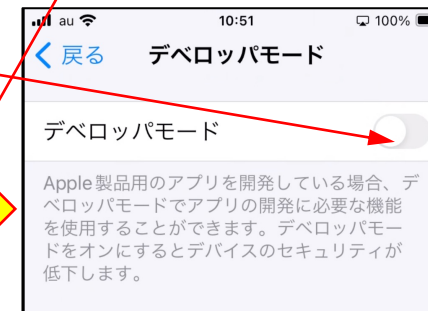 au 10:51 100%
戻る デベロッパモード
デベロッパモード
Apple製品用のアプリを開発している場合、デ
ベロッパモードでアプリの開発に必要な機能
を使用することができます。デベロッパモー
ドをオンにするとデバイスのセキュリティが
低下します。